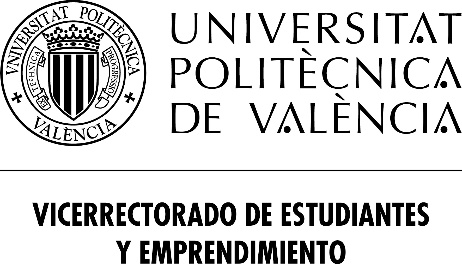 UNIVERSITAT POLITÈCNICA
VALÈNCIA
UNIVERSITAT
POLITÈCNICA
DE VALÈNCIA
VICERRECTORADO DE ESTUDIANTES
Y EMPRENDIMIENTO